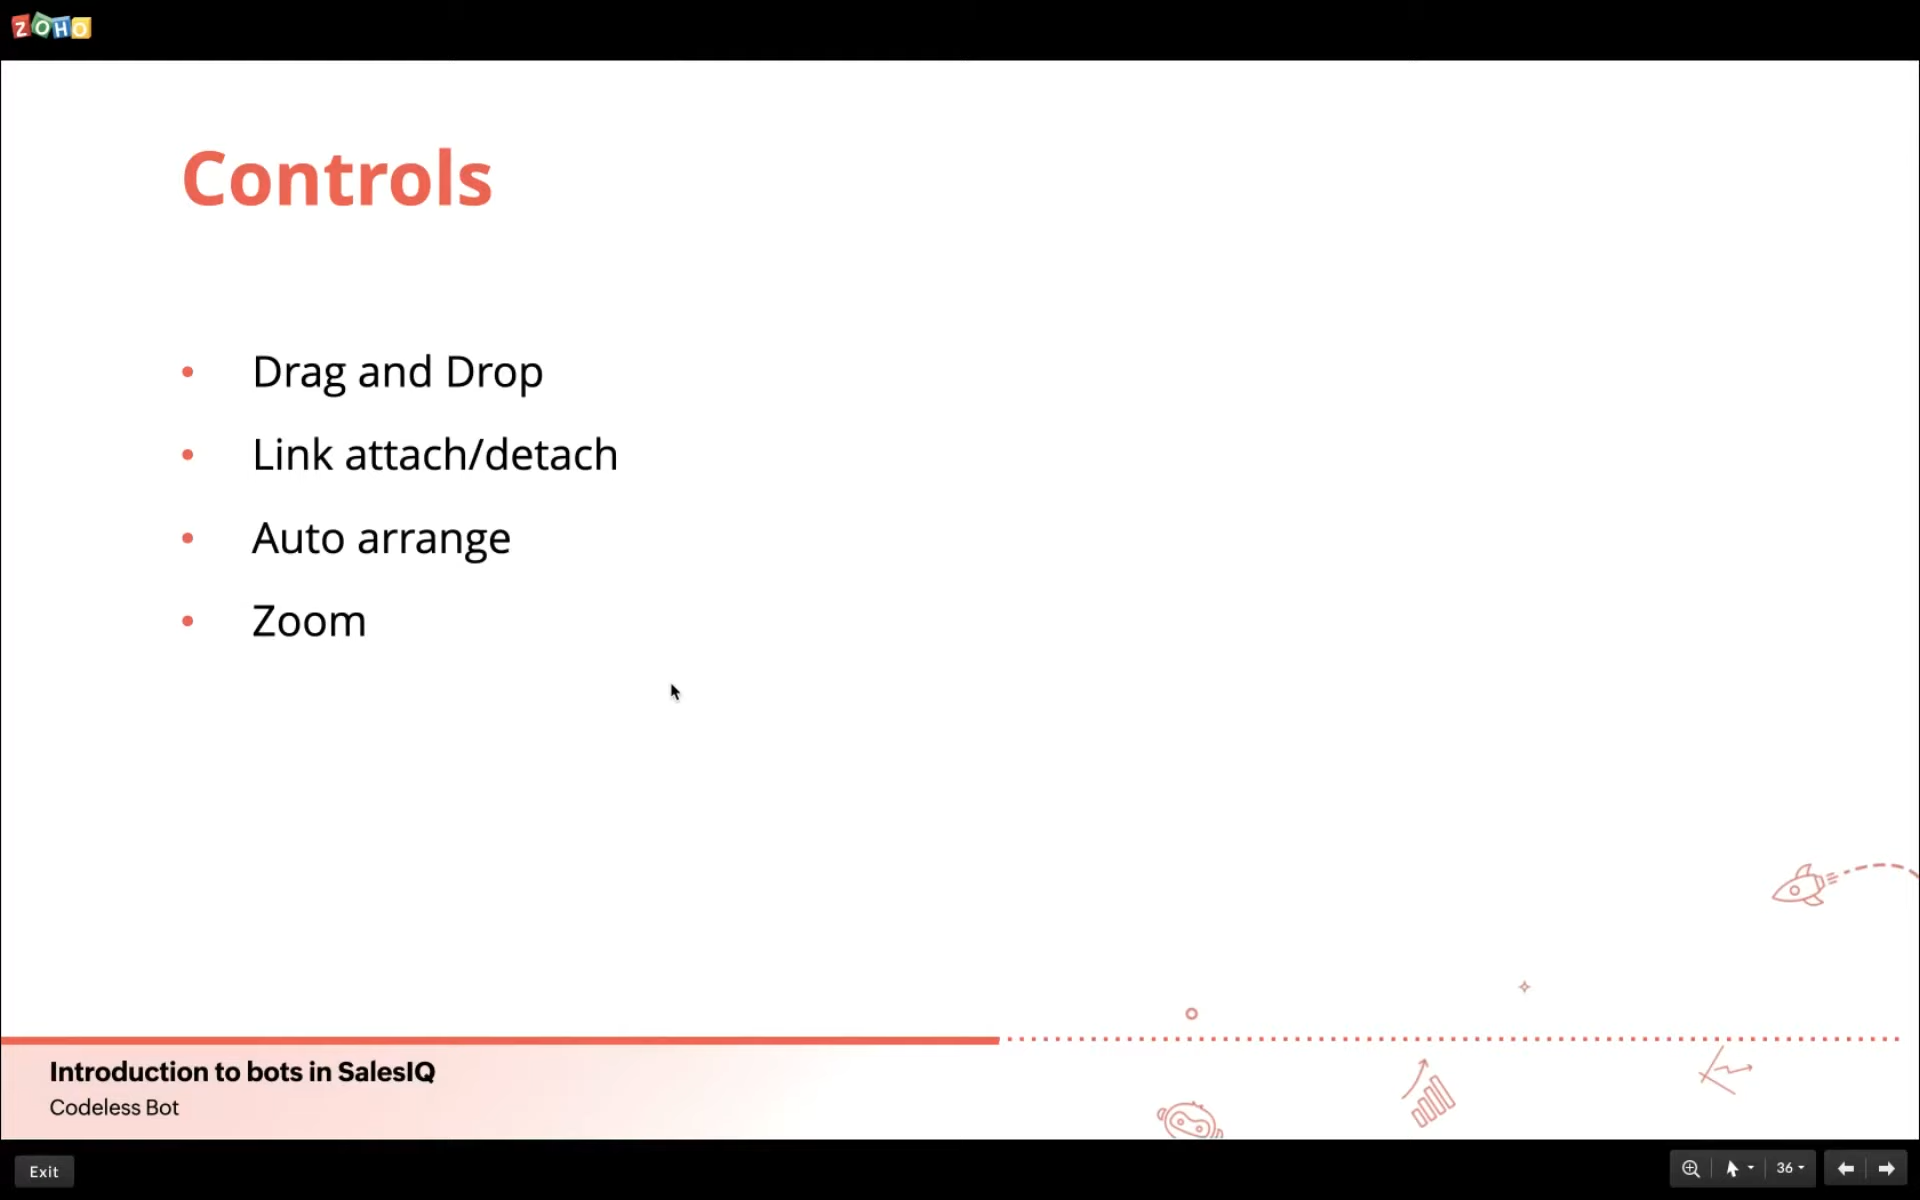 ZOHO
Controls
• Drag and Drop
• Link attach/detach
• Auto arrange
• Zoom
Introduction to bots in SalesIQ
Codeless Bot
Exit
36